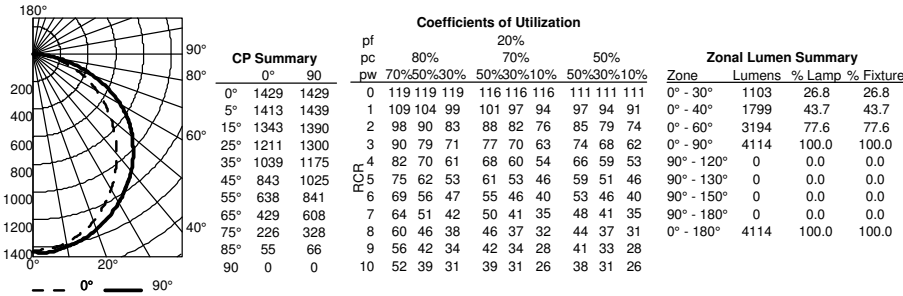 180°
90°
80°
60°
40°
20°
0°
200
400
600
800
1000
1200
1400
0° 90°
CP Summary
0° 90
0° 1429 1429
5° 1413 1439
15° 1343 1390
25° 1211 1300
35° 1039 1175
45° 843 1025
55° 638 841
65° 429 608
75° 226 328
85° 55 66
90 0 0
Coefficients of Utilization
pf 20%
pc 80% 70% 50%
pw 70%50%30% 50%30%10% 50%30%10%
RCR
0 119 119 119 116 116 116 111 111 111
1 109 104 99 101 97 94 97 94 91
2 98 90 83 88 82 76 85 79 74
3 90 79 71 77 70 63 74 68 62
4 82 70 61 68 60 54 66 59 53
5 75 62 53 61 53 46 59 51 46
6 69 56 47 55 46 40 53 46 40
7 64 51 42 50 41 35 48 41 35
8 60 46 38 46 37 32 44 37 31
9 56 42 34 42 34 28 41 33 28
10 52 39 31 39 31 26 38 31 26
Zonal Lumen Summary
Zone Lumens % Lamp % Fixture
0° - 30° 1103 26.8 26.8
0° - 40° 1799 43.7 43.7
0° - 60° 3194 77.6 77.6
0° - 90° 4114 100.0 100.0
90° - 120° 0 0.0 0.0
90° - 130° 0 0.0 0.0
90° - 150° 0 0.0 0.0
90° - 180° 0 0.0 0.0
0° - 180° 4114 100.0 100.0